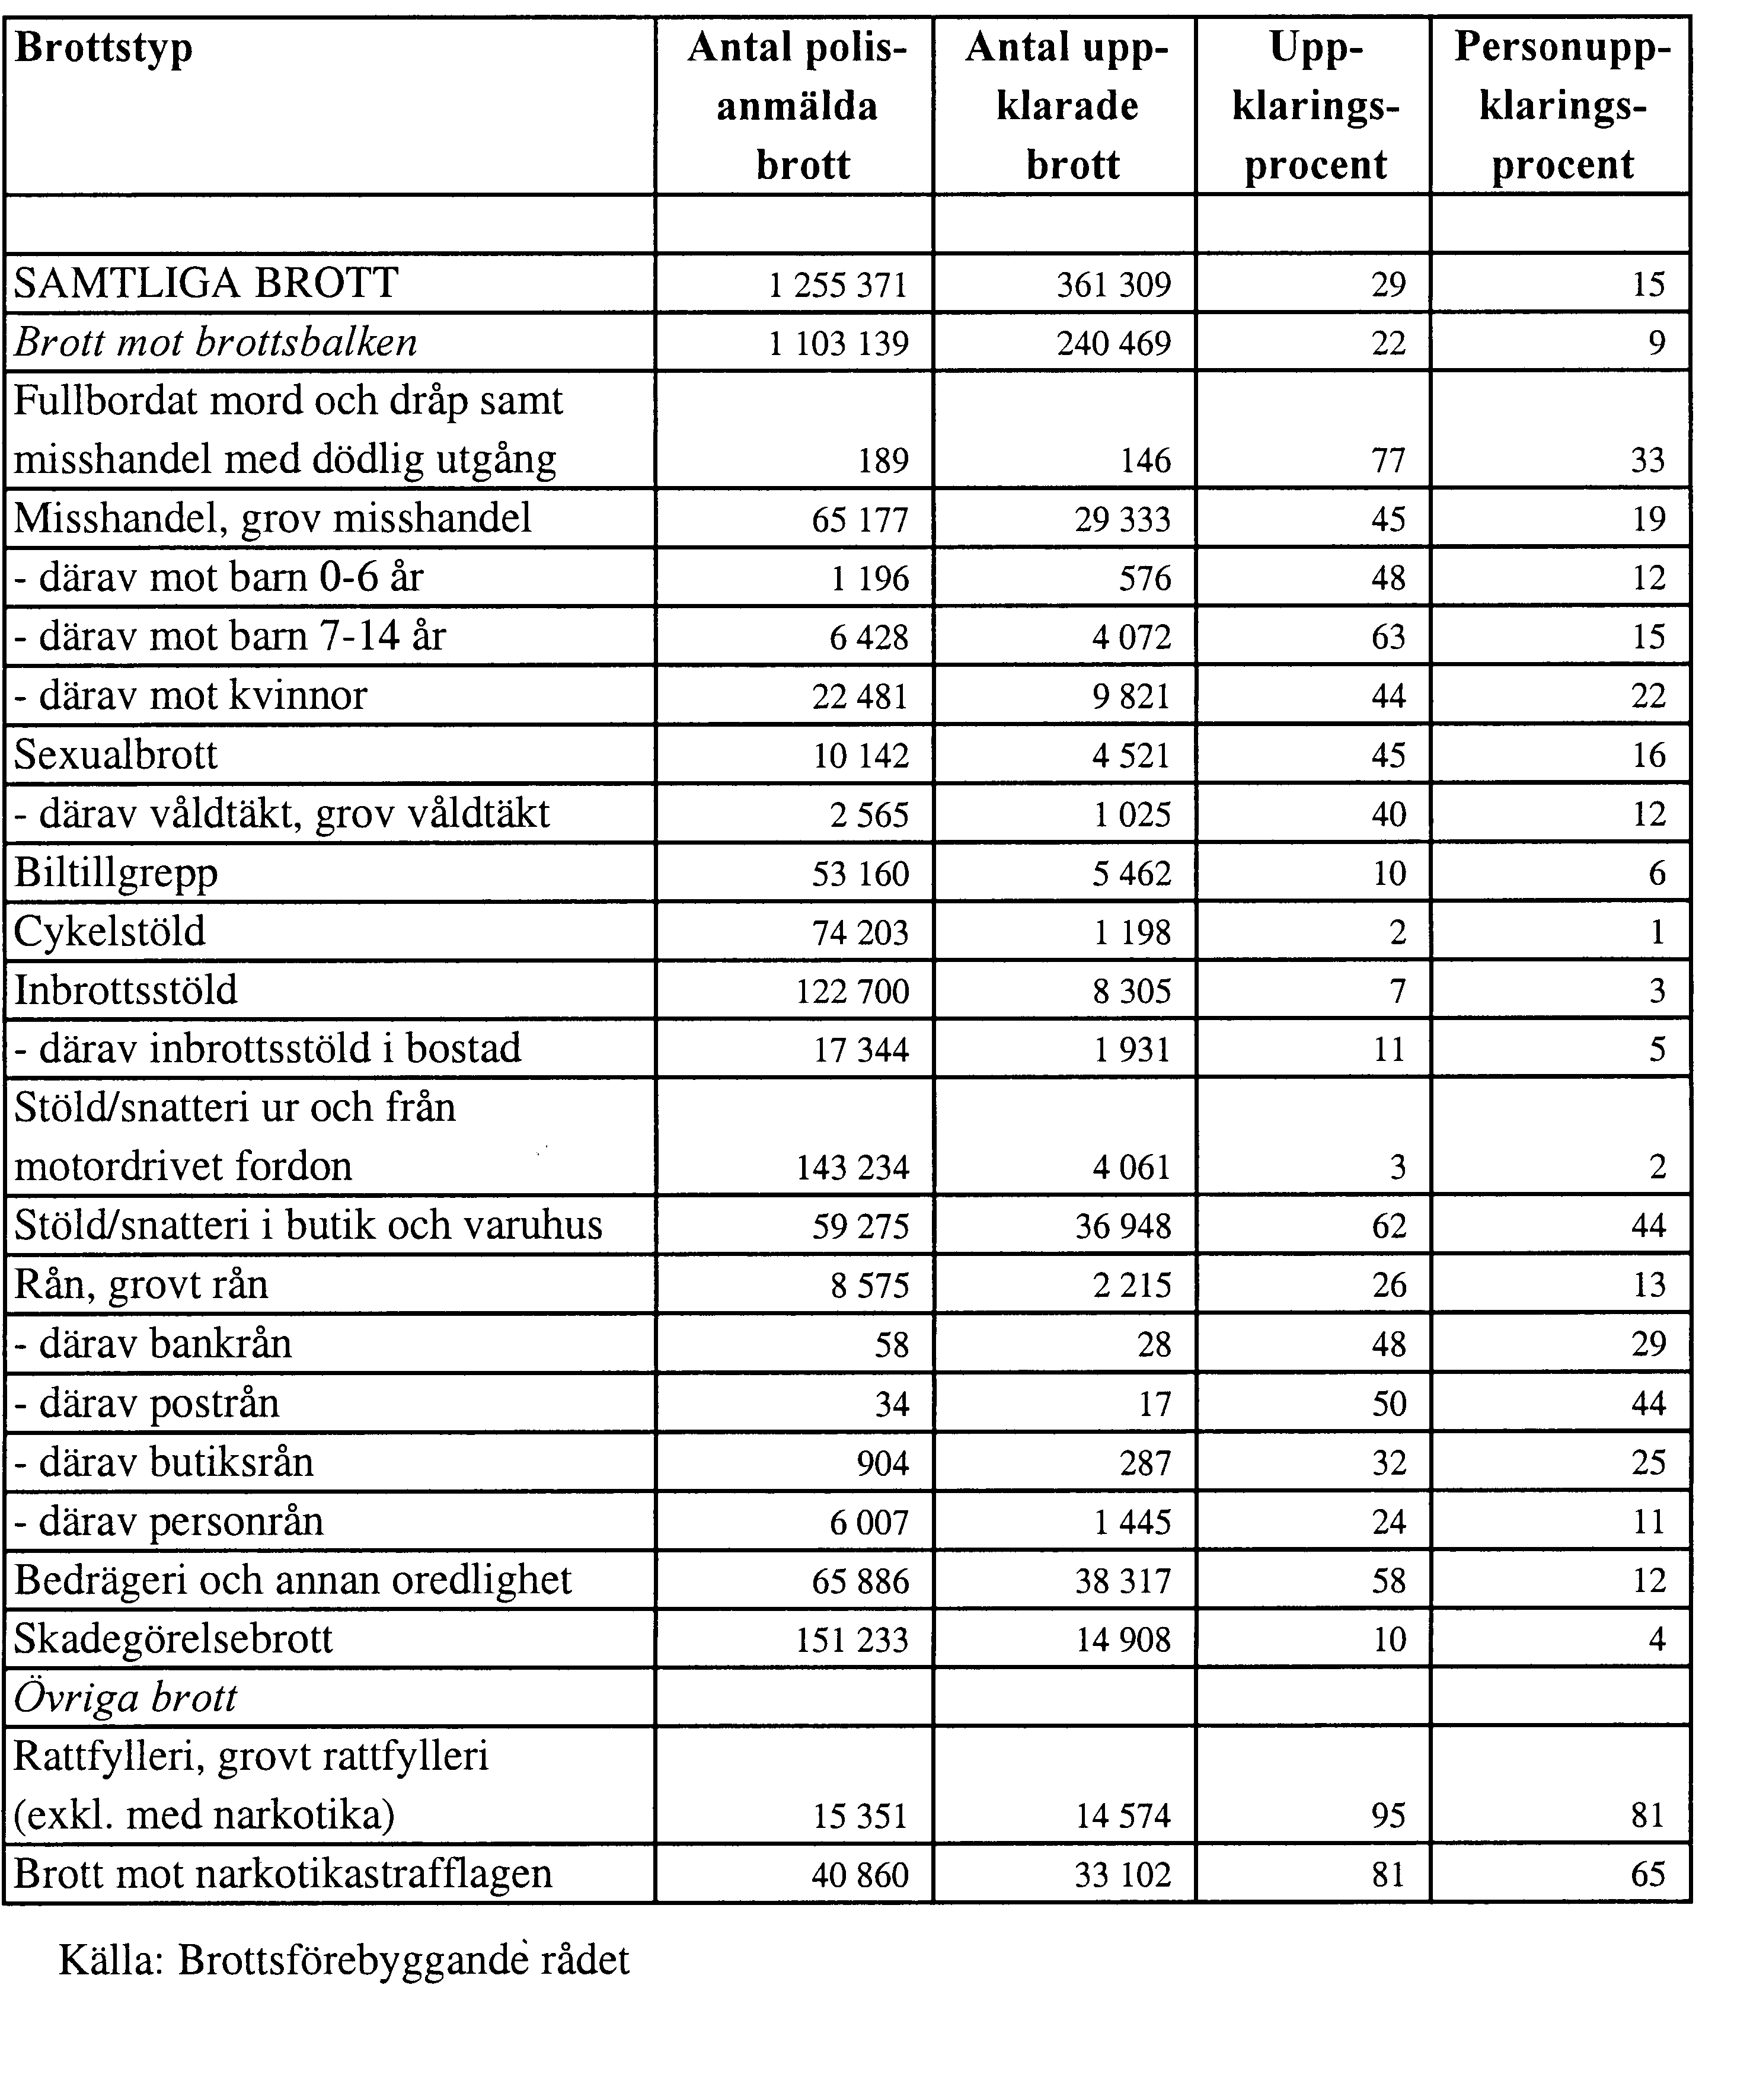 Brottstyp Antal polis- Antal upp- Upp- Personupp-
anmälda klarade klarings- klarings-
brott brott procent procent
SAMTLIGA BROTT 1 255 371 361 309 29 15
Brott mot brottsbalken 1 103 139 240 469 22 9
Fullbordat mord och dråp samt
misshandel med dödlig utgång 189 146 77 33
Misshandel, grov misshandel 65 177 29 333 45 19
- därav mot barn 0-6 år 1 196 576 48 12
- därav mot barn 7-14 år 6 428 4 072 63 15
- därav mot kvinnor 22 481 9 821 44 22
Sexualbrott 10 142 4 521 45 16
- därav våldtäkt, grov våldtäkt 2 565 1 025 40 12
Biltillgrepp 53 160 5 462 10 6
Cykelstöld 74 203 1 198 2 1
Inbrottsstöld 122 700 8 305 7 3
- därav inbrottsstöld i bostad 17 344 1 931 11 5
Stöld/snatteri ur och från
motordrivet fordon 143 234 4 061 3 2
Stöld/snatteri i butik och varuhus 59 275 36 948 62 44
Rån, grovt rån 8 575 2 215 26 13
- därav bankrån 58 28 48 29
- därav postrån 34 17 50 44
- därav butiksrån 904 287 32 25
- därav personrån 6 007 1 445 24 11
Bedrägeri och annan oredlighet 65 886 38 317 58 12
Skadegörelsebrott 151 233 14 908 10 4
Övriga brott
Rattfylleri, grovt rattfylleri
(exkl. med narkotika) 15 351 14 574 95 81
Brott mot narkotikastrafflagen 40 860 33 102 81 65
Källa: Brottsförebyggande rådet